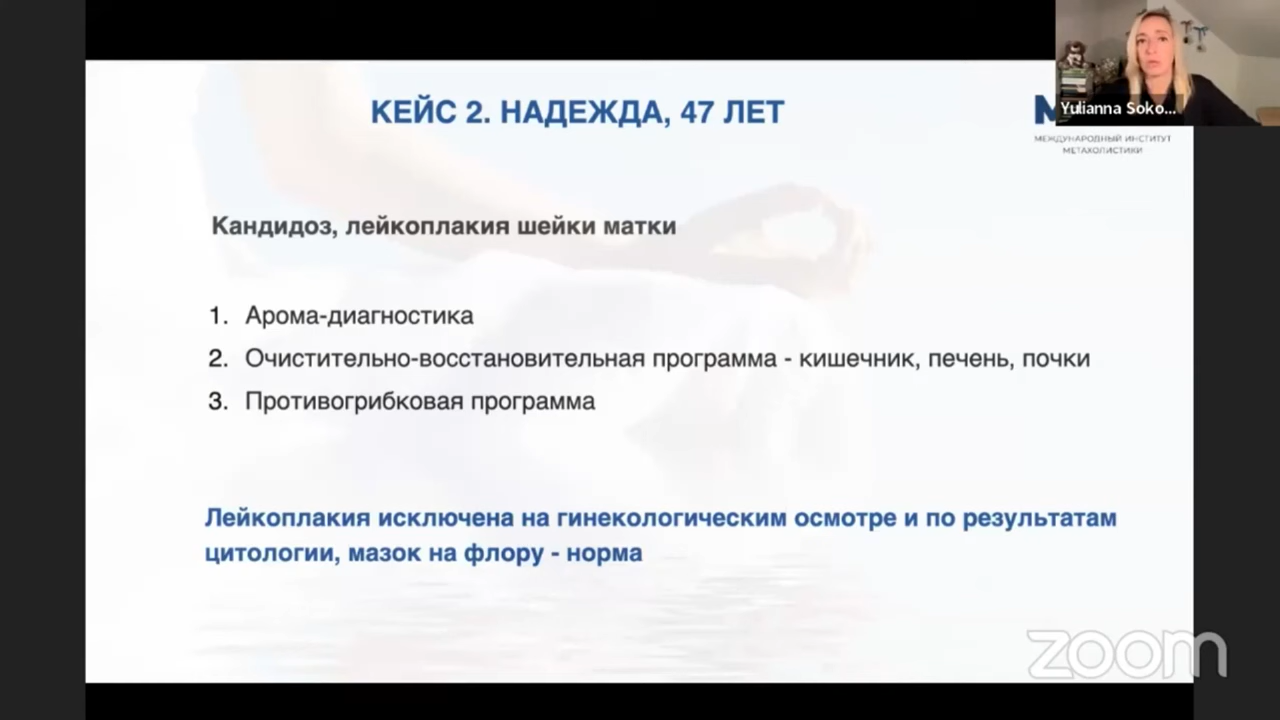 КЕЙС 2. НАДЕЖДА, 47 ЛЕТ
Yulianna Soko...
МЕЖДУНАРОДНЫЙ ИНСТИТУТ
МЕТАХОЛИСТИКИ
Кандидоз, лейкоплакия шейки матки
1. Арома-диагностика
2. Очистительно-восстановительная программа - кишечник, печень, почки
3. Противогрибковая программа
Лейкоплакия исключена на гинекологическим осмотре и по результатам
цитологии, мазок на флору - норма
zoom